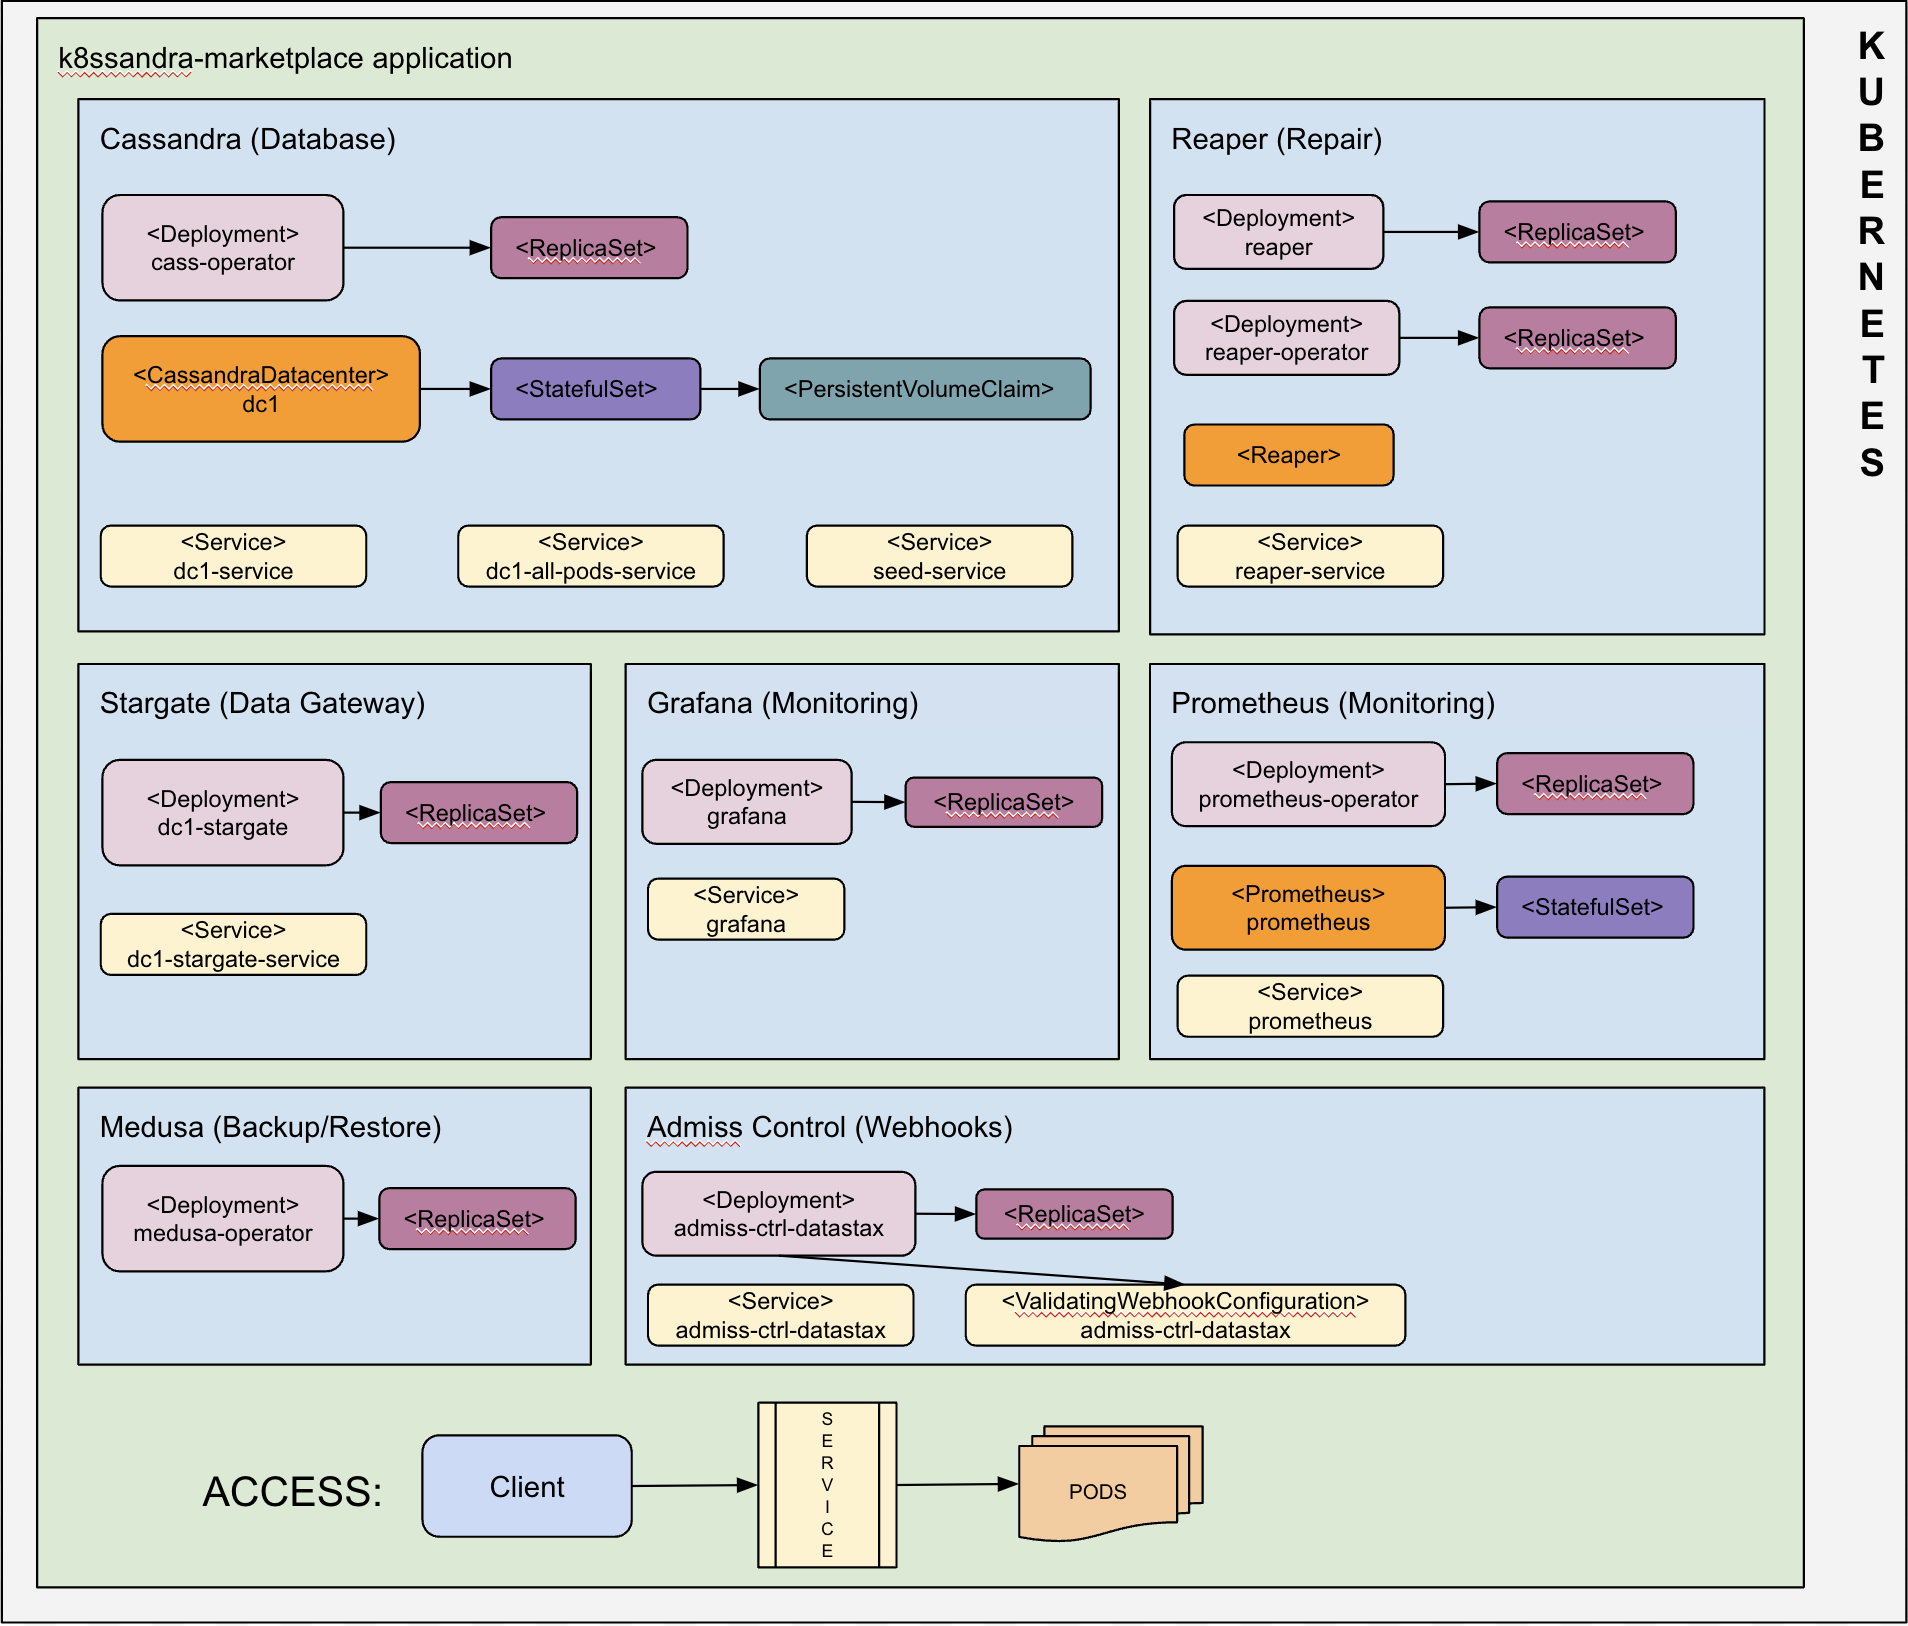 k8ssandra-marketplace application
KUBERNETES
Cassandra (Database)
<Deployment>
cass-operator
<ReplicaSet>
<CassandraDatacenter>
dc1
<StatefulSet>
<PersistentVolumeClaim>
<Service>
dc1-service
<Service>
dc1-all-pods-service
<Service>
seed-service
Reaper (Repair)
<Deployment>
reaper
<ReplicaSet>
<Deployment>
reaper-operator
<ReplicaSet>
<Reaper>
<Service>
reaper-service
Stargate (Data Gateway)
<Deployment>
dc1-stargate
<ReplicaSet>
<Service>
dc1-stargate-service
Grafana (Monitoring)
<Deployment>
grafana
<ReplicaSet>
<Service>
grafana
Prometheus (Monitoring)
<Deployment>
prometheus-operator
<ReplicaSet>
<Prometheus>
prometheus
<StatefulSet>
<Service>
prometheus
Medusa (Backup/Restore)
<Deployment>
medusa-operator
<ReplicaSet>
Admiss Control (Webhooks)
<Deployment>
admiss-ctrl-datastax
<ReplicaSet>
<Service>
admiss-ctrl-datastax
<ValidatingWebhookConfiguration>
admiss-ctrl-datastax
ACCESS:
Client
SERVICE
PODS